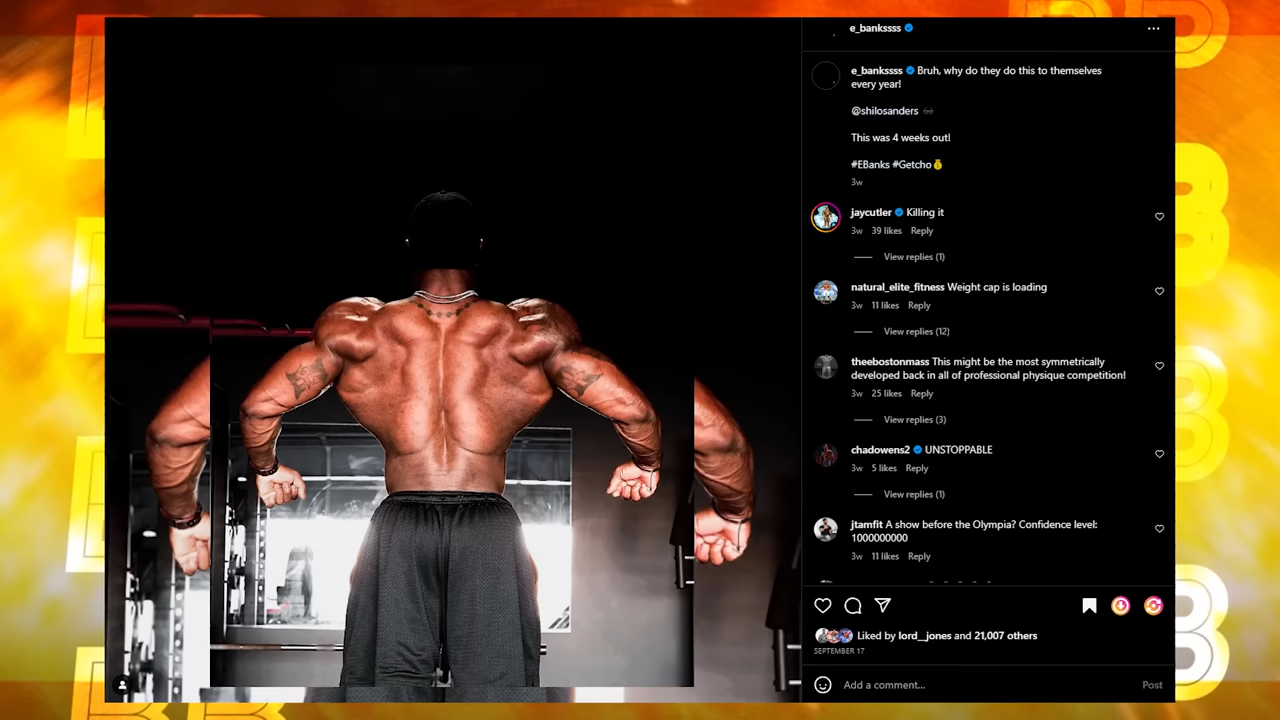 e_bankssss
e_bankssss Bruh, why do they do this to themselves
every year!
@shilosanders 🕶️
This was 4 weeks out!
#EBanks #Getcho💰
3w
jaycutler Killing it
3w 39 likes Reply
View replies (1)
natural_elite_fitness Weight cap is loading
3w 11 likes Reply
View replies (12)
theebostonmass This might be the most symmetrically
developed back in all of professional physique competition!
3w 25 likes Reply
View replies (3)
chadowens2 UNSTOPPABLE
3w 5 likes Reply
View replies (1)
jtamfit A show before the Olympia? Confidence level:
1000000000
3w 11 likes Reply
Liked by lord__jones and 21,007 others
SEPTEMBER 17
Add a comment...
Post